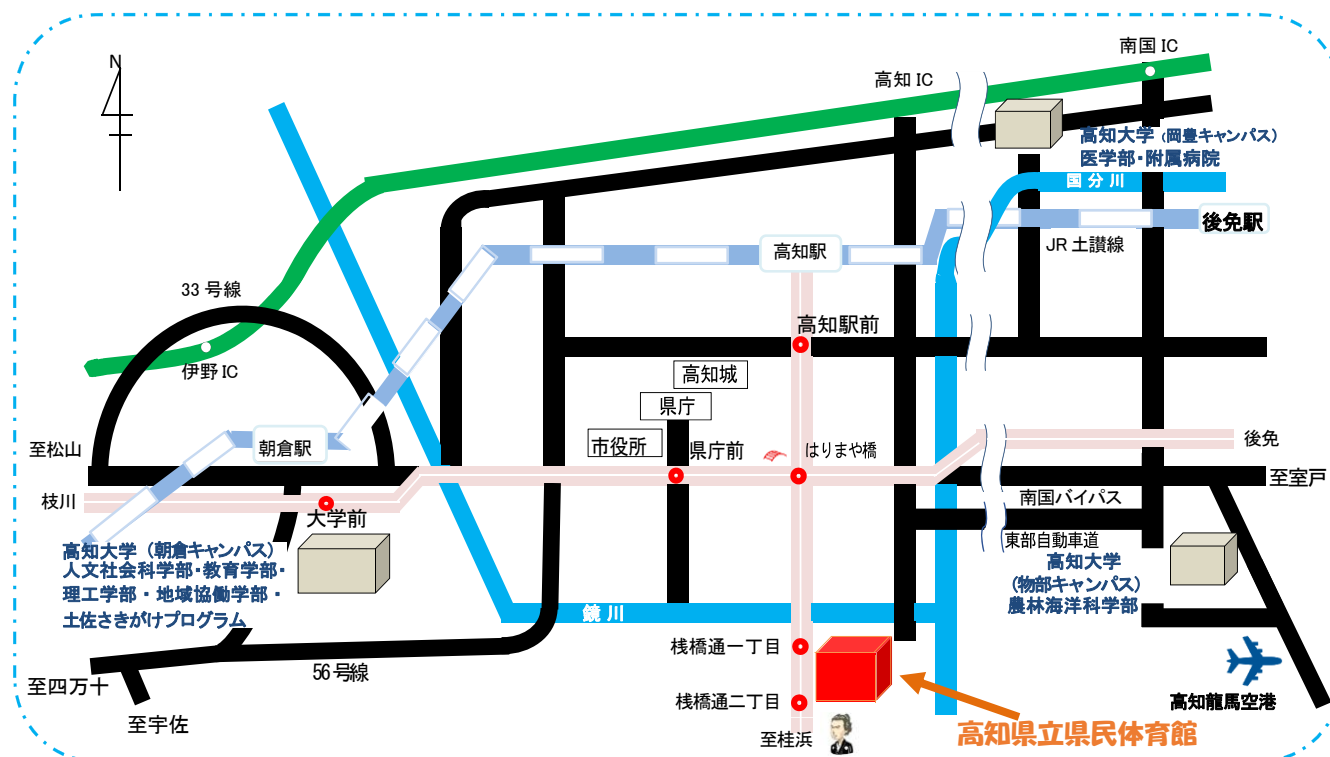 南国 IC
N
高知 IC
高知大学 (岡豊キャンパス)
医学部・附属病院
国分川
後免駅
高知駅
JR 土讃線
33 号線
高知駅前
伊野 IC
高知城
県庁
至松山
朝倉駅
市役所
県庁前
はりまや橋
後免
至室戸
枝川
大学前
南国バイパス
東部自動車道
高知大学 (朝倉キャンパス)
人文社会科学部・教育学部・
理工学部・地域協働学部・
土佐さきがけプログラム
高知大学
(物部キャンパス)
農林海洋科学部
鏡川
桟橋通一丁目
56号線
至四万十
桟橋通二丁目
高知龍馬空港
至宇佐
至桂浜
高知県立県民体育館